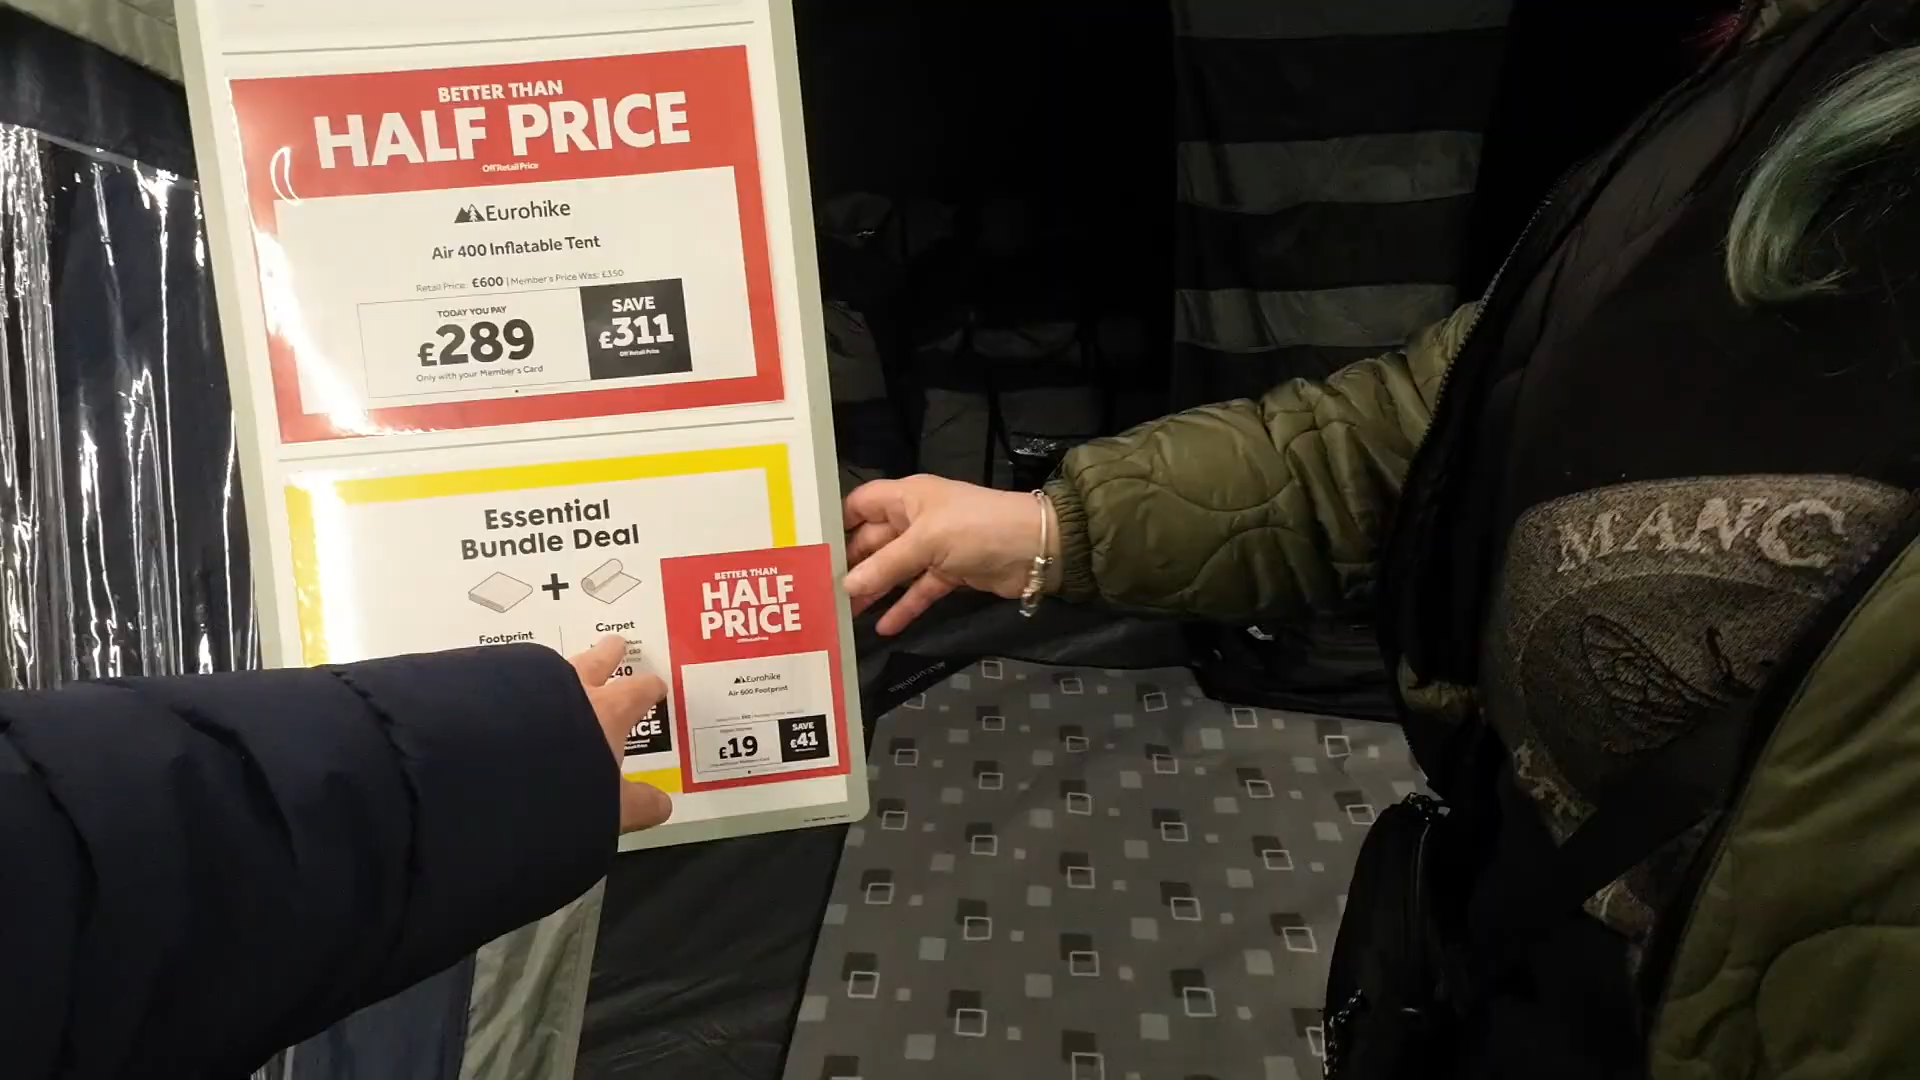 BETTER THAN
HALF PRICE
Off Retail Price
Eurohike
Air 400 Inflatable Tent
Retail Price: £600 | Member's Price Was: £350
TODAY YOU PAY
£289
Only with your Member's Card
SAVE
£311
Off Retail Price
Essential
Bundle Deal
+
Footprint
Carpet
£40
ICE
BETTER THAN
HALF
PRICE
Eurohike
Air 600 Footprint
£19
SAVE
£41
Eurohike
MANC